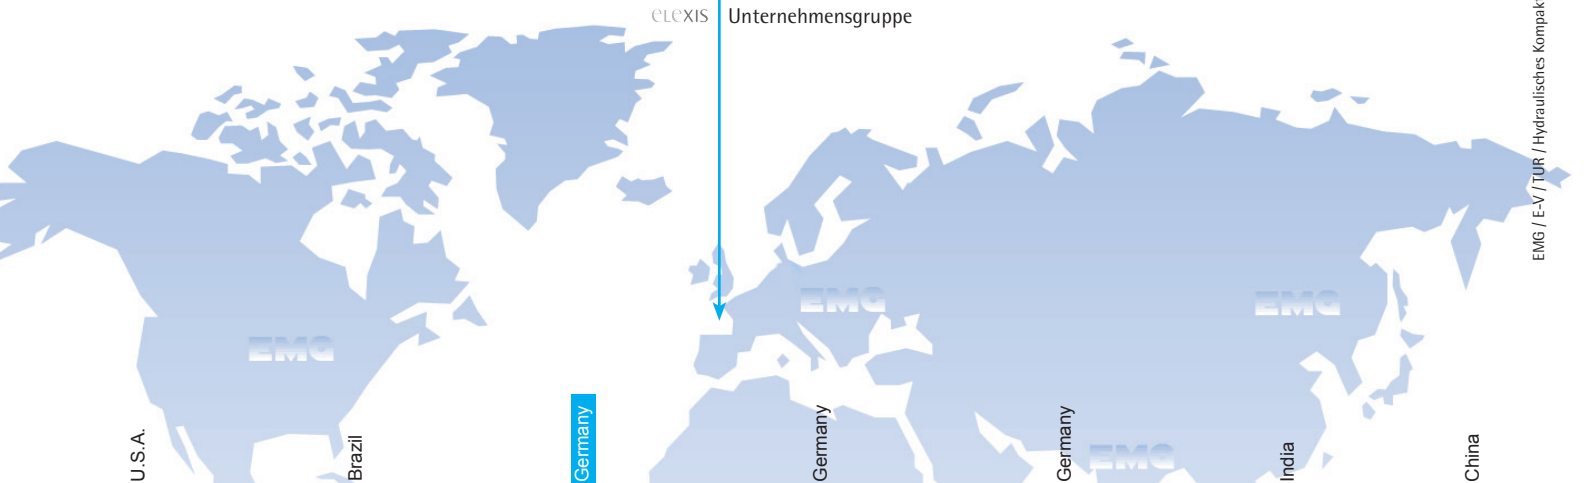 elexis Unternehmensgruppe
EMG / E-V / TUR / Hydraulisches Kompakt
EMG
EMG
EMG
EMG
U.S.A.
Brazil
Germany
Germany
Germany
India
China